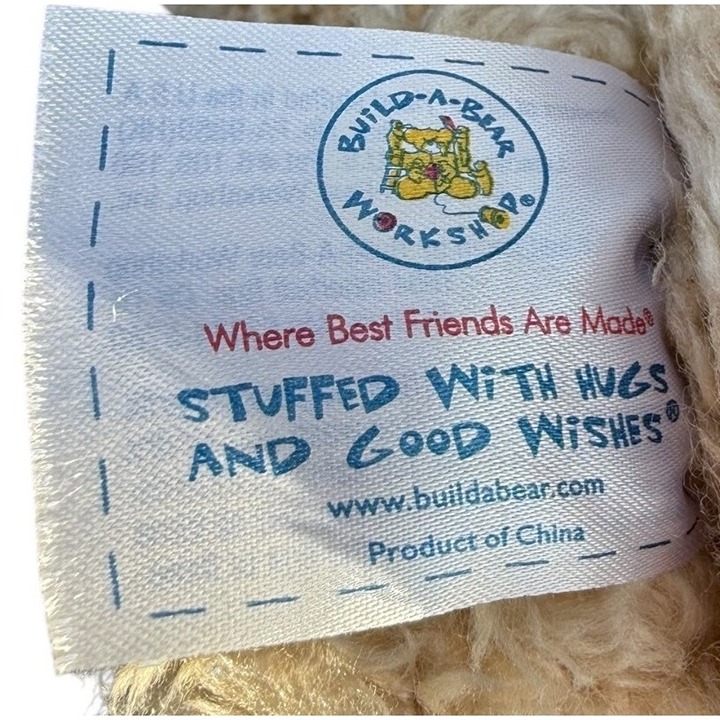 BUiLD-A-BEAR
WORKSHOP®
Where Best Friends Are Made®
STUFFED WiTH HUGS
AND GOOD WiSHES®
www.buildabear.com
Product of China